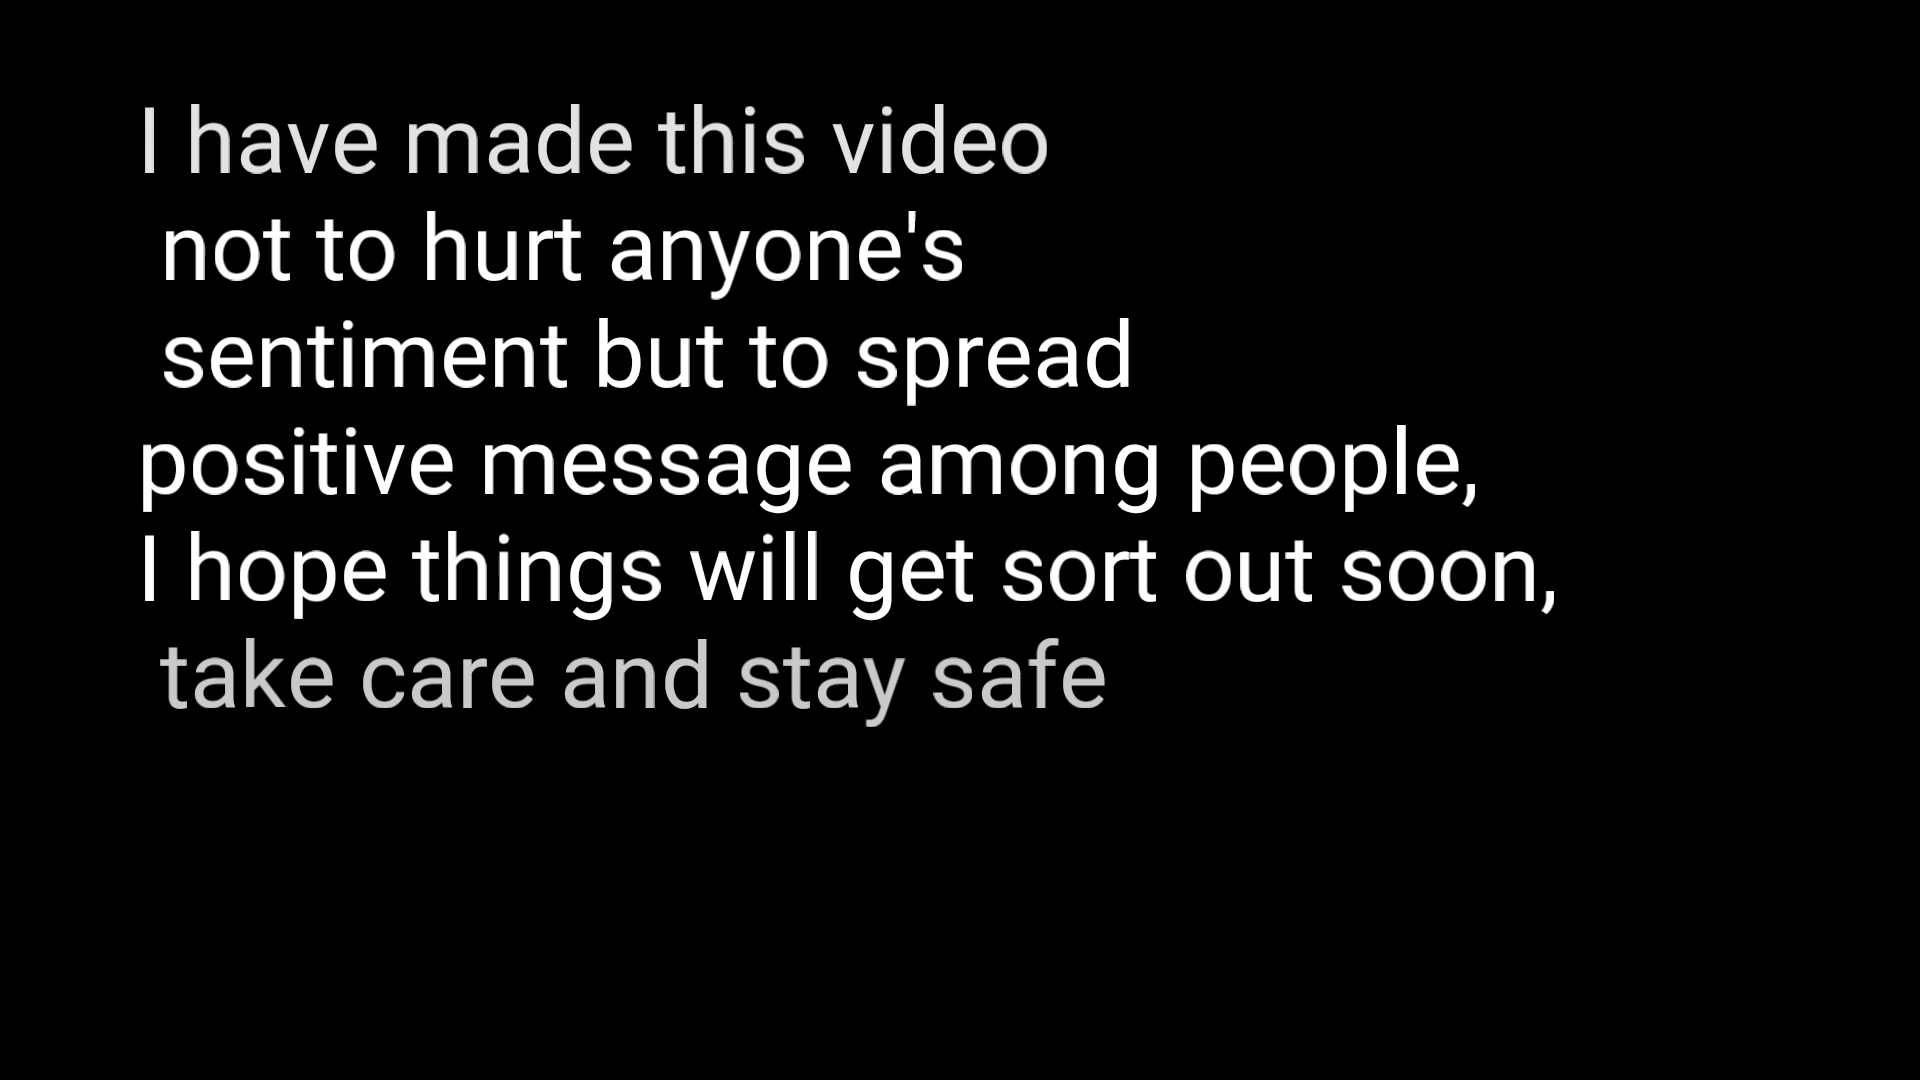 I have made this video
not to hurt anyone's
sentiment but to spread
positive message among people,
I hope things will get sort out soon,
take care and stay safe